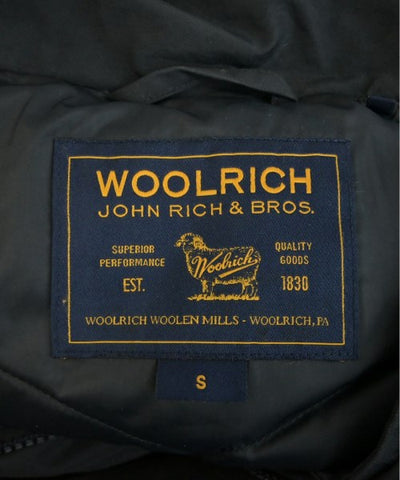 WOOLRICH
JOHN RICH & BROS.
SUPERIOR PERFORMANCE
QUALITY GOODS
Woolrich
EST. 1830
WOOLRICH WOOLEN MILLS - WOOLRICH, PA
S